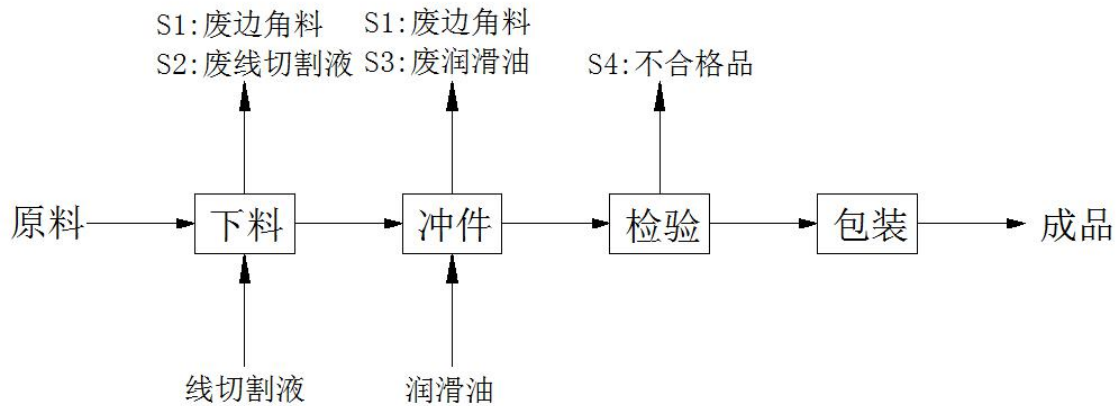 S1:废边角料
S2:废线切割液
S1:废边角料
S3:废润滑油
S4:不合格品
原料
下料
冲件
检验
包装
成品
线切割液
润滑油